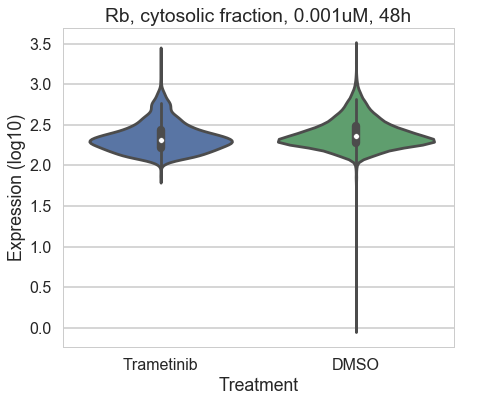 Rb, cytosolic fraction, 0.001uM, 48h
Expression (log10)
3.5
3.0
2.5
2.0
1.5
1.0
0.5
0.0
Trametinib DMSO
Treatment